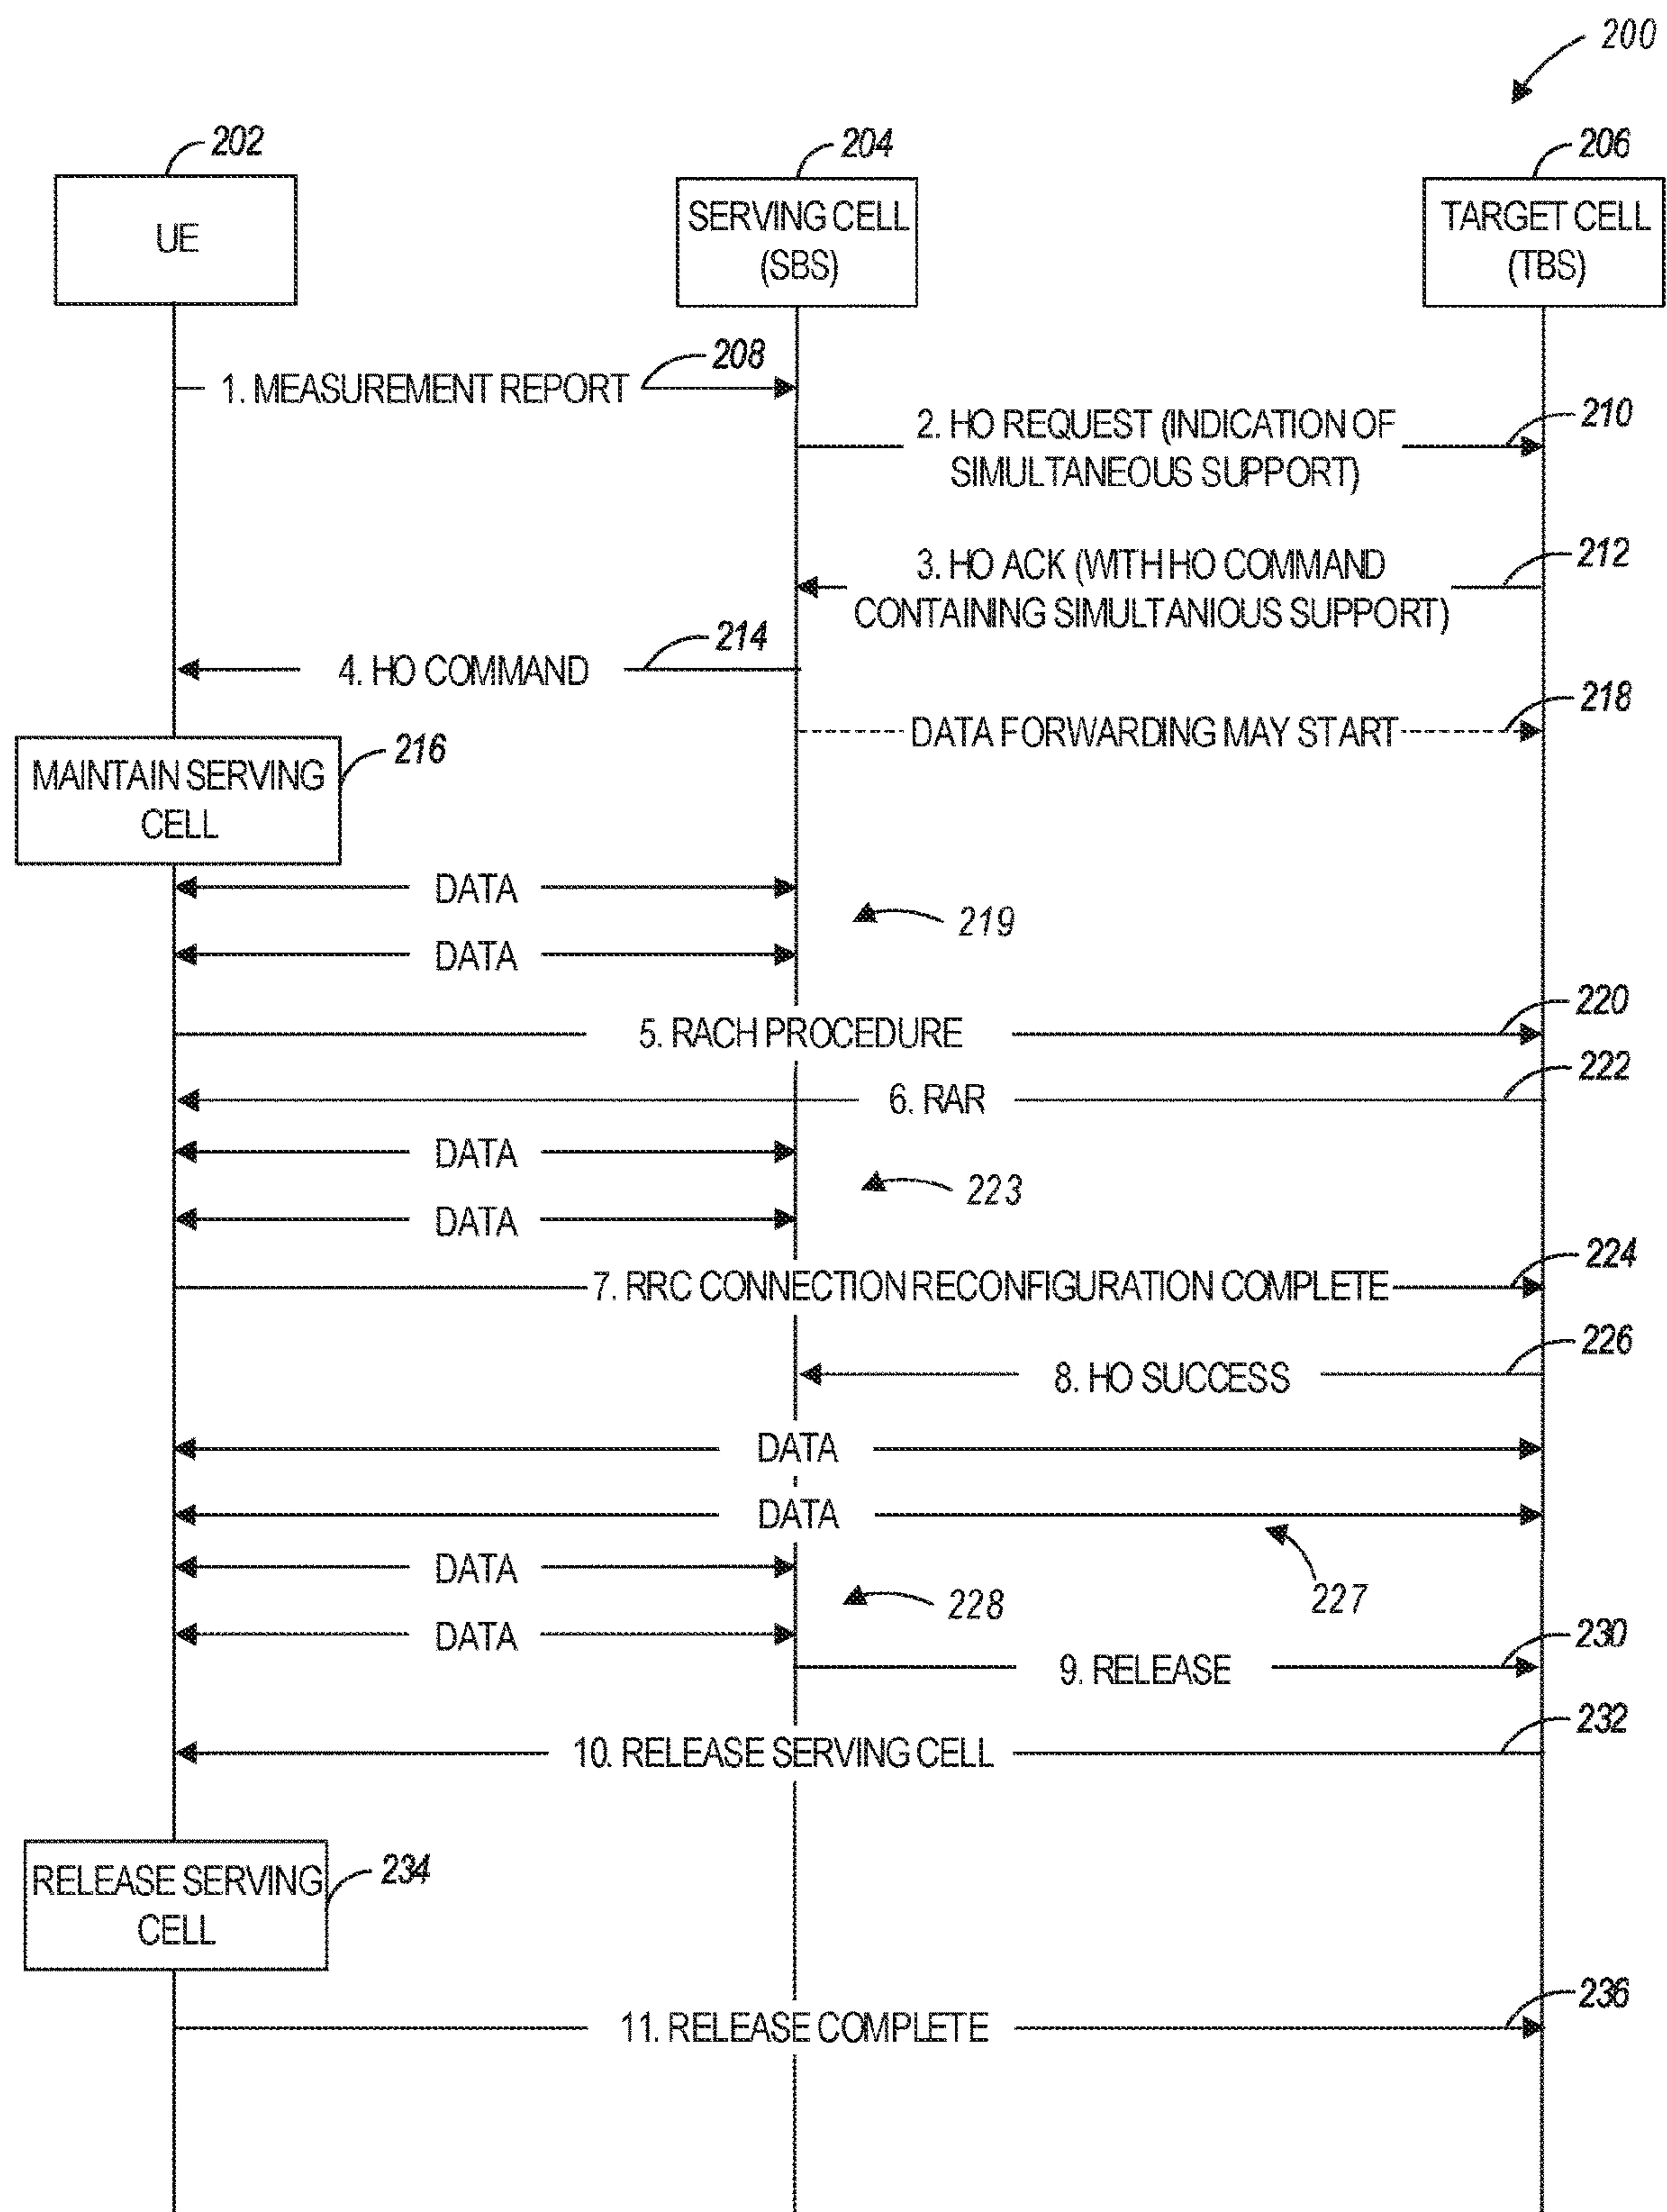 200
202
204
206
UE
SERVING CELL
(SBS)
TARGET CELL
(TBS)
208
1. MEASUREMENT REPORT
210
2. HO REQUEST (INDICATION OF
SIMULTANEOUS SUPPORT)
212
3. HO ACK (WITH HO COMMAND
CONTAINING SIMULTANIOUS SUPPORT)
214
4. HO COMMAND
218
DATA FORWARDING MAY START
216
MAINTAIN SERVING
CELL
DATA
219
DATA
220
5. RACH PROCEDURE
222
6. RAR
DATA
223
DATA
224
7. RRC CONNECTION RECONFIGURATION COMPLETE
226
8. HO SUCCESS
DATA
DATA
227
DATA
228
DATA
230
9. RELEASE
232
10. RELEASE SERVING CELL
234
RELEASE SERVING
CELL
236
11. RELEASE COMPLETE